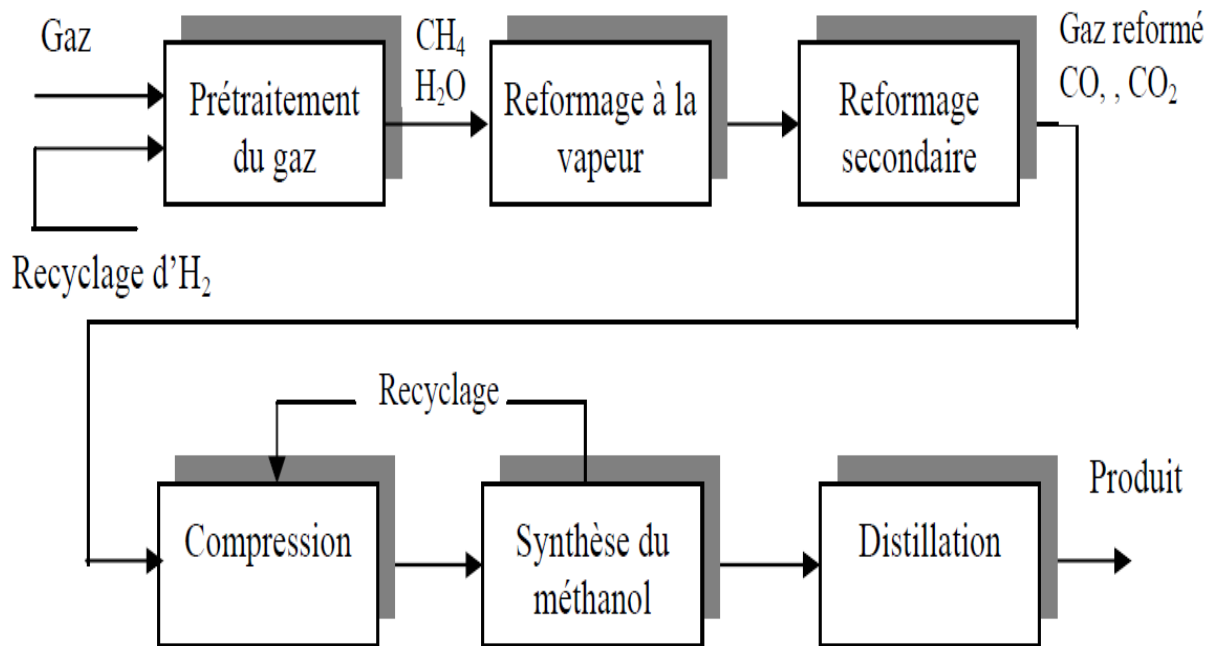 Gaz
Prétraitement
du gaz
CH₄
H₂O
Reformage à la
vapeur
Reformage
secondaire
Gaz reformé
CO, , CO₂
Recyclage d’H₂
Recyclage
Compression
Synthèse du
méthanol
Distillation
Produit